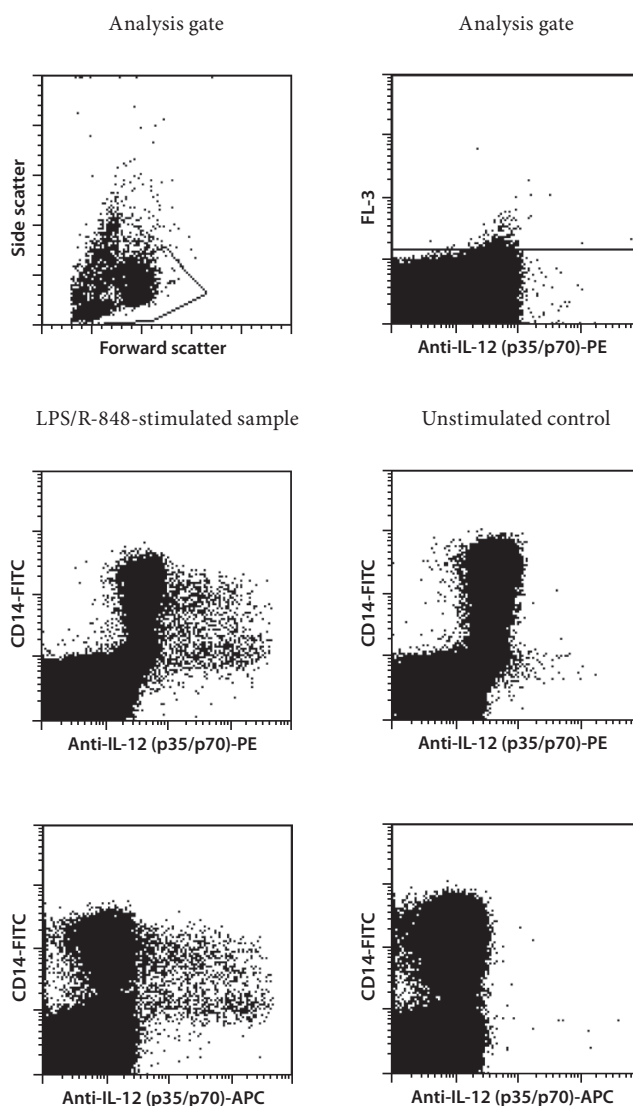 Analysis gate
Analysis gate
Side scatter
Forward scatter
FL-3
Anti-IL-12 (p35/p70)-PE
LPS/R-848-stimulated sample
Unstimulated control
CD14-FITC
Anti-IL-12 (p35/p70)-PE
CD14-FITC
Anti-IL-12 (p35/p70)-PE
CD14-FITC
Anti-IL-12 (p35/p70)-APC
CD14-FITC
Anti-IL-12 (p35/p70)-APC